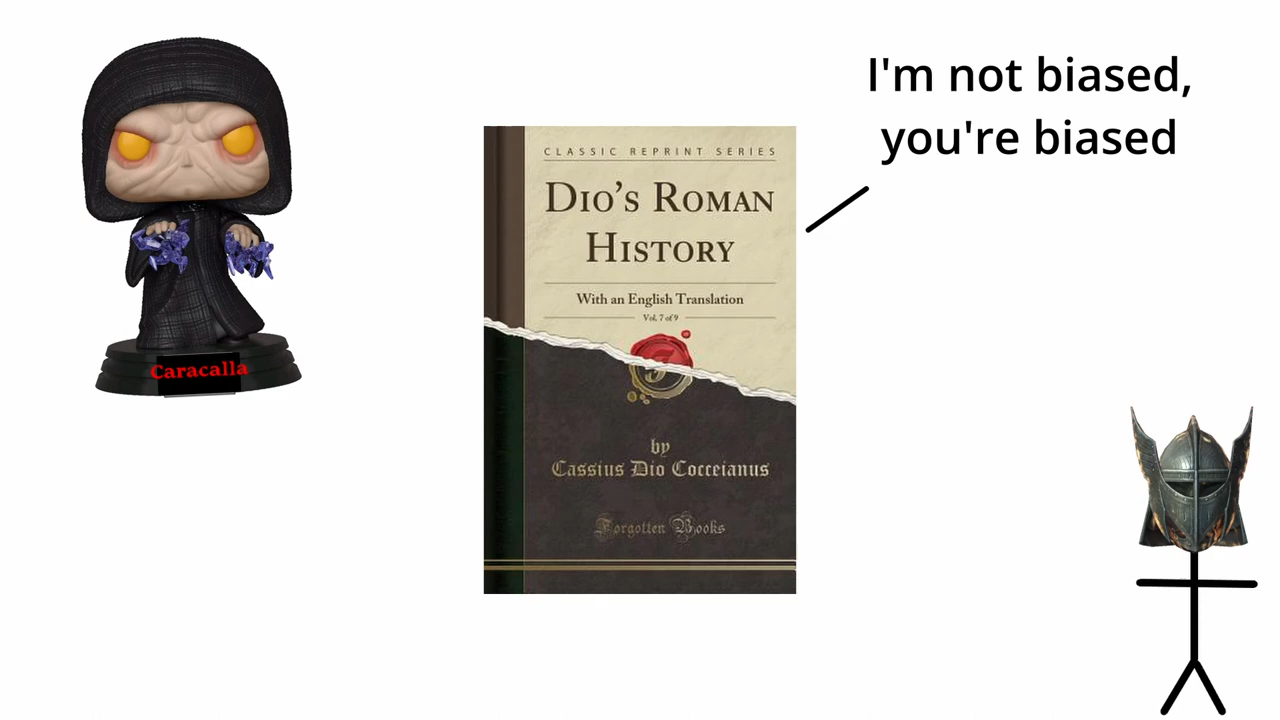 I'm not biased,
you're biased
CLASSIC REPRINT SERIES
DIO'S ROMAN
HISTORY
With an English Translation
Vol. 7 of 9
by
Cassius Dio Cocceianus
Forgotten Books
Caracalla